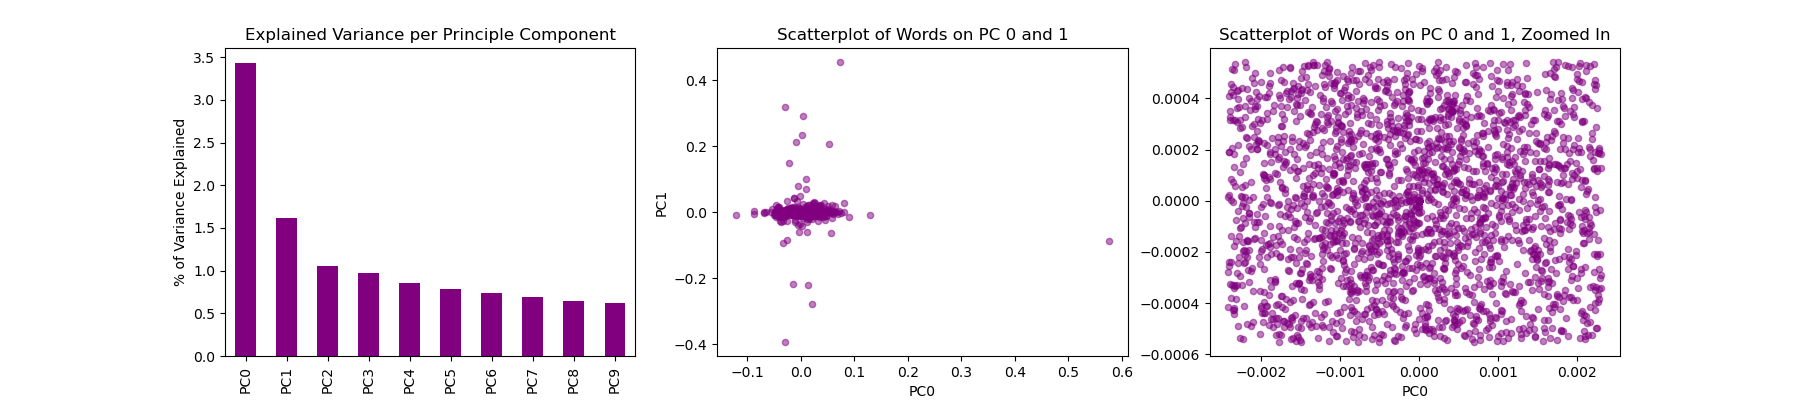 Explained Variance per Principle Component
% of Variance Explained
3.5
3.0
2.5
2.0
1.5
1.0
0.5
0.0
PC0 PC1 PC2 PC3 PC4 PC5 PC6 PC7 PC8 PC9
Scatterplot of Words on PC 0 and 1
PC1
0.4
0.2
0.0
−0.2
−0.4
−0.1 0.0 0.1 0.2 0.3 0.4 0.5 0.6
PC0
Scatterplot of Words on PC 0 and 1, Zoomed In
0.0004
0.0002
0.0000
−0.0002
−0.0004
−0.0006
−0.002 −0.001 0.000 0.001 0.002
PC0